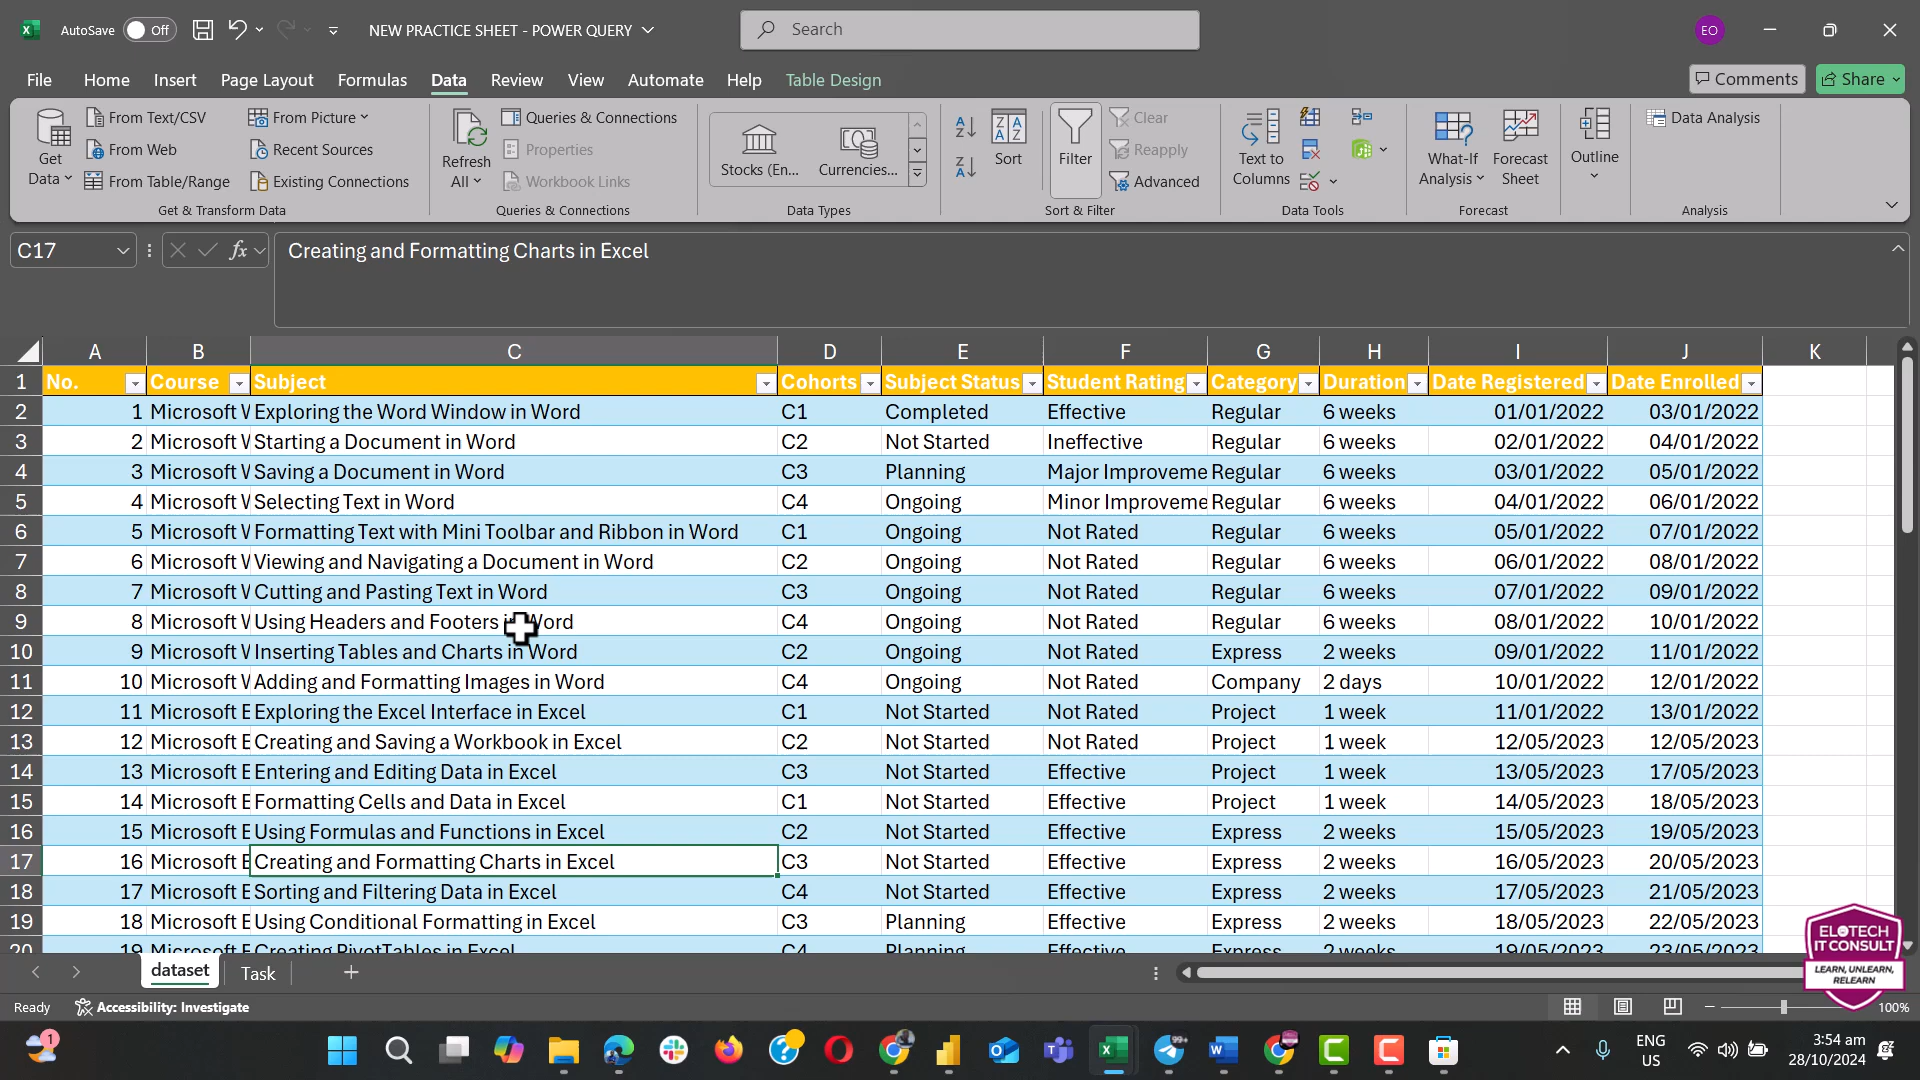 AutoSave Off NEW PRACTICE SHEET - POWER QUERY Search EO
File Home Insert Page Layout Formulas Data Review View Automate Help Table Design Comments Share
Get Data From Text/CSV From Web From Table/Range From Picture Recent Sources Existing Connections
Get & Transform Data
Refresh All Queries & Connections Properties Workbook Links
Queries & Connections
Stocks (En... Currencies...
Data Types
Sort Filter Clear Reapply Advanced
Sort & Filter
Text to Columns
Data Tools
What-If Analysis Forecast Sheet
Forecast
Outline
Data Analysis
Analysis
C17 fx Creating and Formatting Charts in Excel
A B C D E F G H I J K
1 No. Course Subject Cohorts Subject Status Student Rating Category Duration Date Registered Date Enrolled
2 1 Microsoft W Exploring the Word Window in Word C1 Completed Effective Regular 6 weeks 01/01/2022 03/01/2022
3 2 Microsoft W Starting a Document in Word C2 Not Started Ineffective Regular 6 weeks 02/01/2022 04/01/2022
4 3 Microsoft W Saving a Document in Word C3 Planning Major Improveme Regular 6 weeks 03/01/2022 05/01/2022
5 4 Microsoft W Selecting Text in Word C4 Ongoing Minor Improveme Regular 6 weeks 04/01/2022 06/01/2022
6 5 Microsoft W Formatting Text with Mini Toolbar and Ribbon in Word C1 Ongoing Not Rated Regular 6 weeks 05/01/2022 07/01/2022
7 6 Microsoft W Viewing and Navigating a Document in Word C2 Ongoing Not Rated Regular 6 weeks 06/01/2022 08/01/2022
8 7 Microsoft W Cutting and Pasting Text in Word C3 Ongoing Not Rated Regular 6 weeks 07/01/2022 09/01/2022
9 8 Microsoft W Using Headers and Footers in Word C4 Ongoing Not Rated Regular 6 weeks 08/01/2022 10/01/2022
10 9 Microsoft W Inserting Tables and Charts in Word C2 Ongoing Not Rated Express 2 weeks 09/01/2022 11/01/2022
11 10 Microsoft W Adding and Formatting Images in Word C4 Ongoing Not Rated Company 2 days 10/01/2022 12/01/2022
12 11 Microsoft E Exploring the Excel Interface in Excel C1 Not Started Not Rated Project 1 week 11/01/2022 13/01/2022
13 12 Microsoft E Creating and Saving a Workbook in Excel C2 Not Started Not Rated Project 1 week 12/05/2023 12/05/2023
14 13 Microsoft E Entering and Editing Data in Excel C3 Not Started Effective Project 1 week 13/05/2023 17/05/2023
15 14 Microsoft E Formatting Cells and Data in Excel C1 Not Started Effective Project 1 week 14/05/2023 18/05/2023
16 15 Microsoft E Using Formulas and Functions in Excel C2 Not Started Effective Express 2 weeks 15/05/2023 19/05/2023
17 16 Microsoft E Creating and Formatting Charts in Excel C3 Not Started Effective Express 2 weeks 16/05/2023 20/05/2023
18 17 Microsoft E Sorting and Filtering Data in Excel C4 Not Started Effective Express 2 weeks 17/05/2023 21/05/2023
19 18 Microsoft E Using Conditional Formatting in Excel C3 Planning Effective Express 2 weeks 18/05/2023 22/05/2023
20 19 Microsoft E Creating PivotTables in Excel C4 Planning Effective Express 2 weeks 19/05/2023 23/05/2023
dataset Task
ELOTECH
IT CONSULT
LEARN, UNLEARN,
RELEARN
Ready Accessibility: Investigate 100%
1 99+ ENG US 3:54 am
28/10/2024